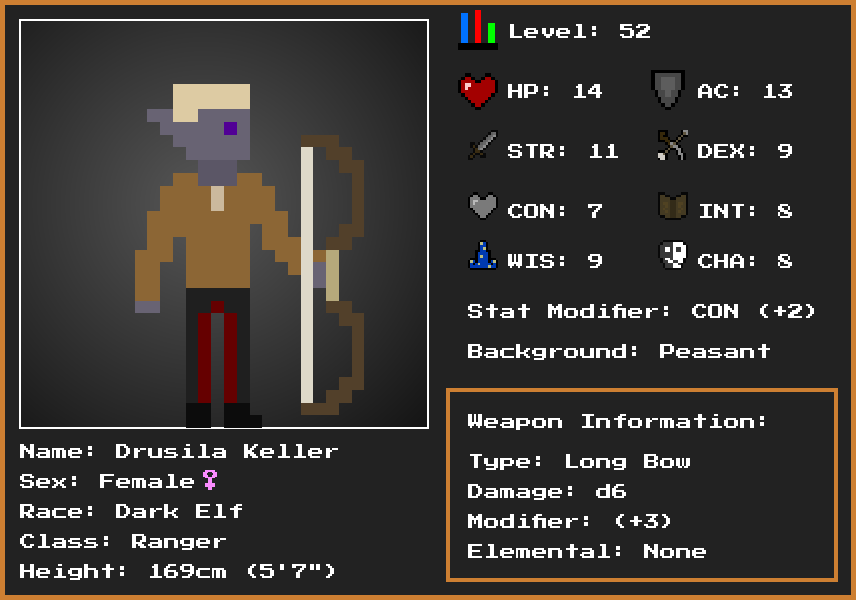 Level: 52
HP: 14
AC: 13
STR: 11
DEX: 9
CON: 7
INT: 8
WIS: 9
CHA: 8
Stat Modifier: CON (+2)
Background: Peasant
Weapon Information:
Type: Long Bow
Damage: d6
Modifier: (+3)
Elemental: None
Name: Drusila Keller
Sex: Female♀
Race: Dark Elf
Class: Ranger
Height: 169cm (5'7")